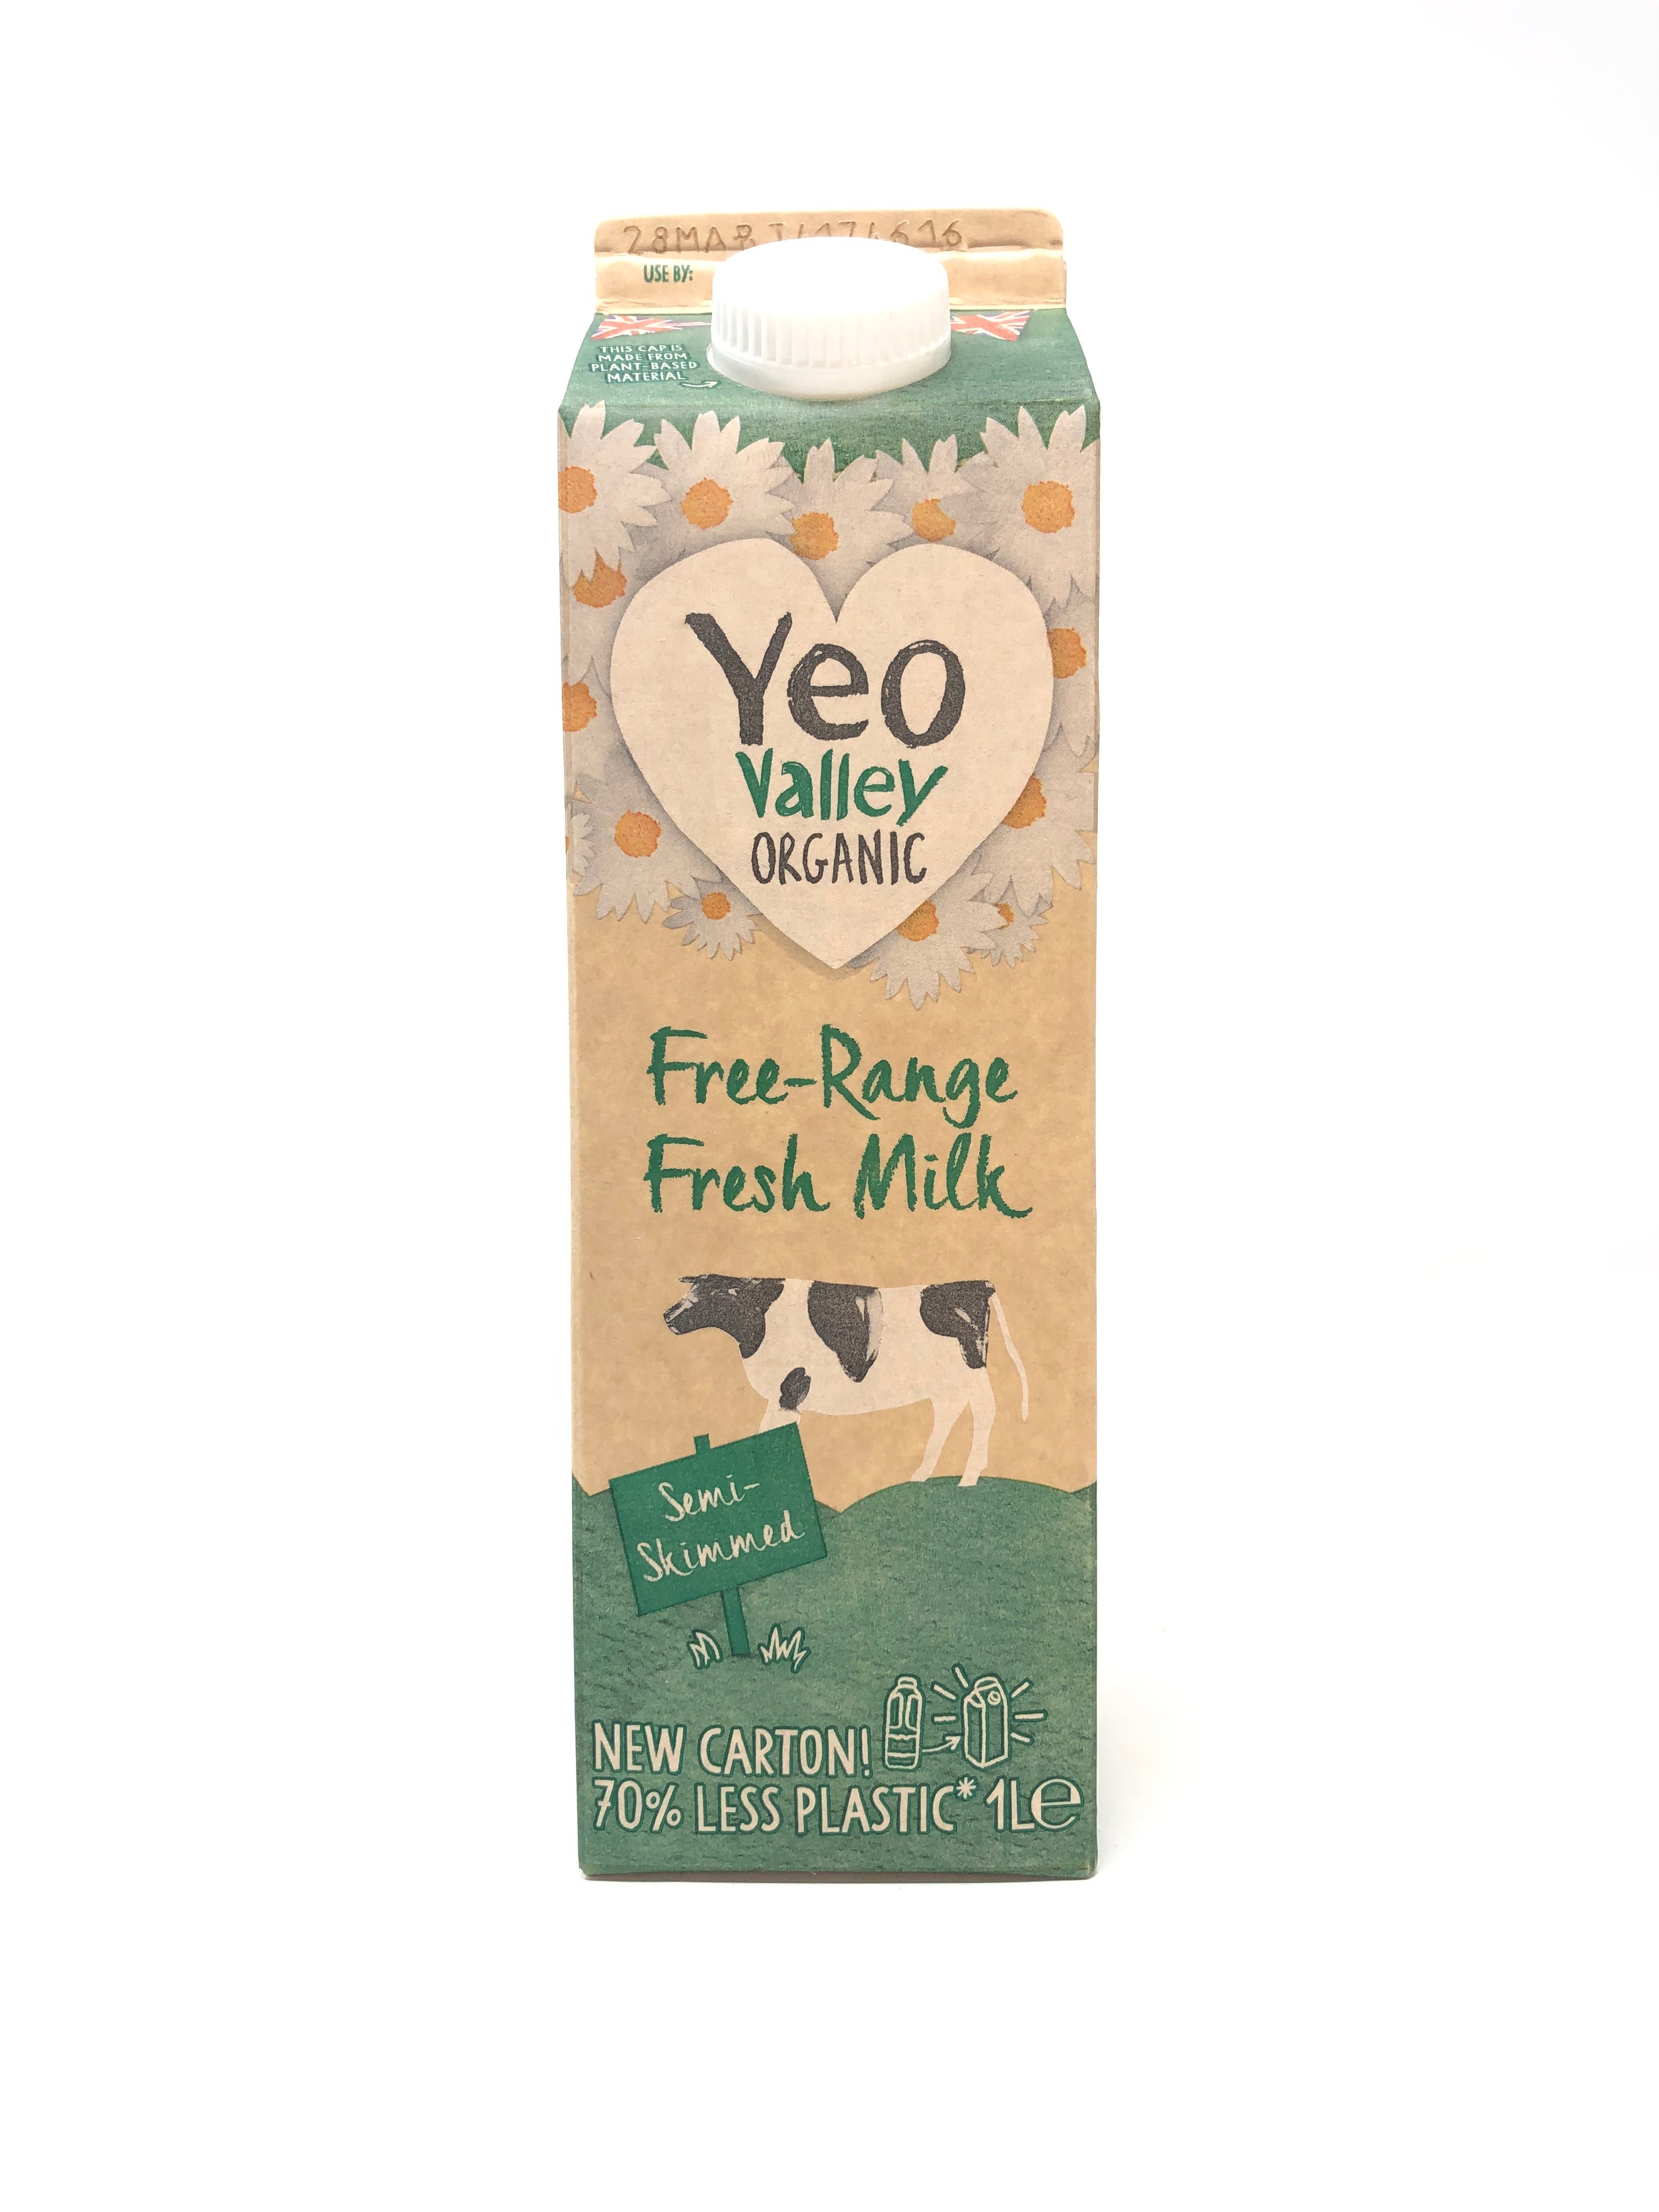 28MAR
USE BY:
THIS CAP IS
MADE FROM
PLANT-BASED
MATERIAL
Yeo
Valley
ORGANIC
Free-Range
Fresh Milk
Semi-
Skimmed
NEW CARTON!
70% LESS PLASTIC* 1Le